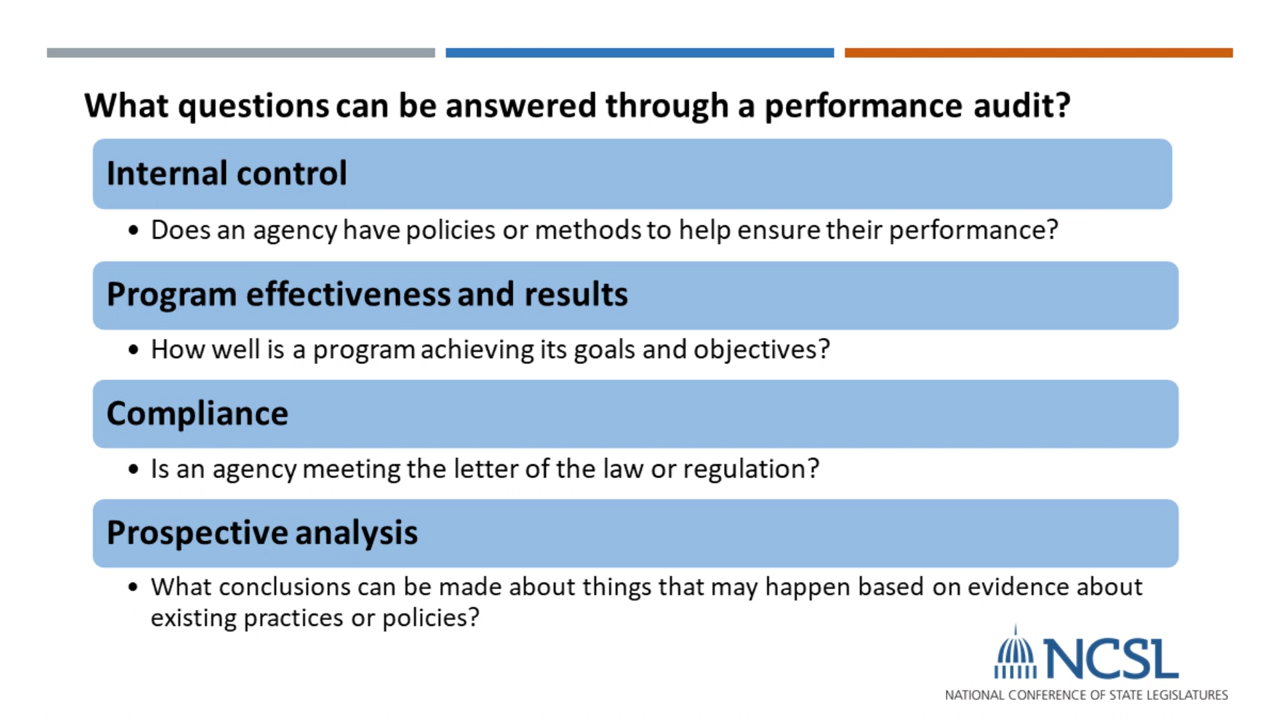 What questions can be answered through a performance audit?
Internal control
• Does an agency have policies or methods to help ensure their performance?
Program effectiveness and results
• How well is a program achieving its goals and objectives?
Compliance
• Is an agency meeting the letter of the law or regulation?
Prospective analysis
• What conclusions can be made about things that may happen based on evidence about
existing practices or policies?
NCSL
NATIONAL CONFERENCE OF STATE LEGISLATURES